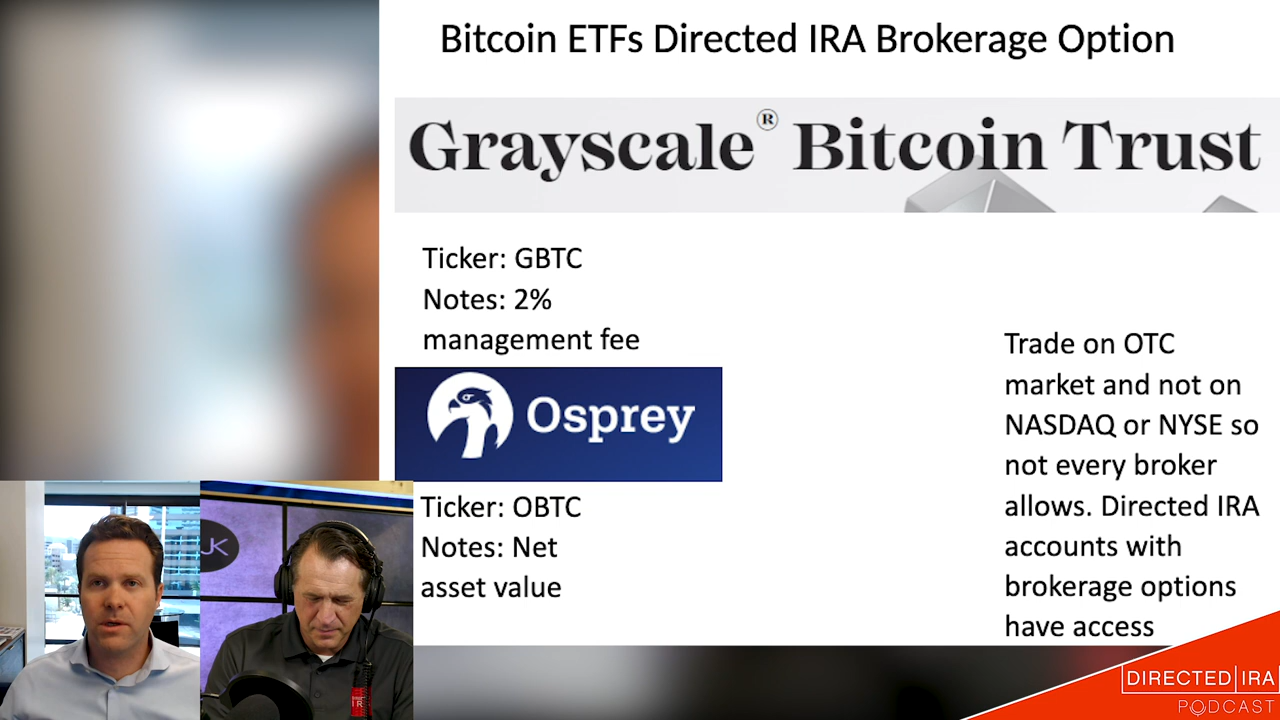 Bitcoin ETFs Directed IRA Brokerage Option
Grayscale® Bitcoin Trust
Ticker: GBTC
Notes: 2%
management fee
Osprey
Ticker: OBTC
Notes: Net
asset value
Trade on OTC
market and not on
NASDAQ or NYSE so
not every broker
allows. Directed IRA
accounts with
brokerage options
have access
JK
DIRECTED|IRA
PODCAST